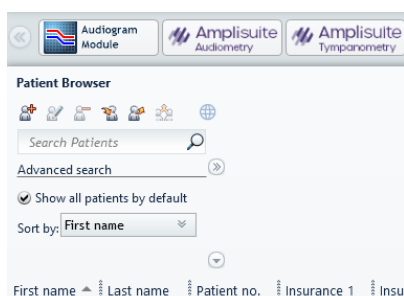 Audiogram
Module
Amplisuite
Audiometry
Amplisuite
Tympanometry
Patient Browser
Search Patients
Advanced search
Show all patients by default
Sort by: First name
First name Last name Patient no. Insurance 1 Insu